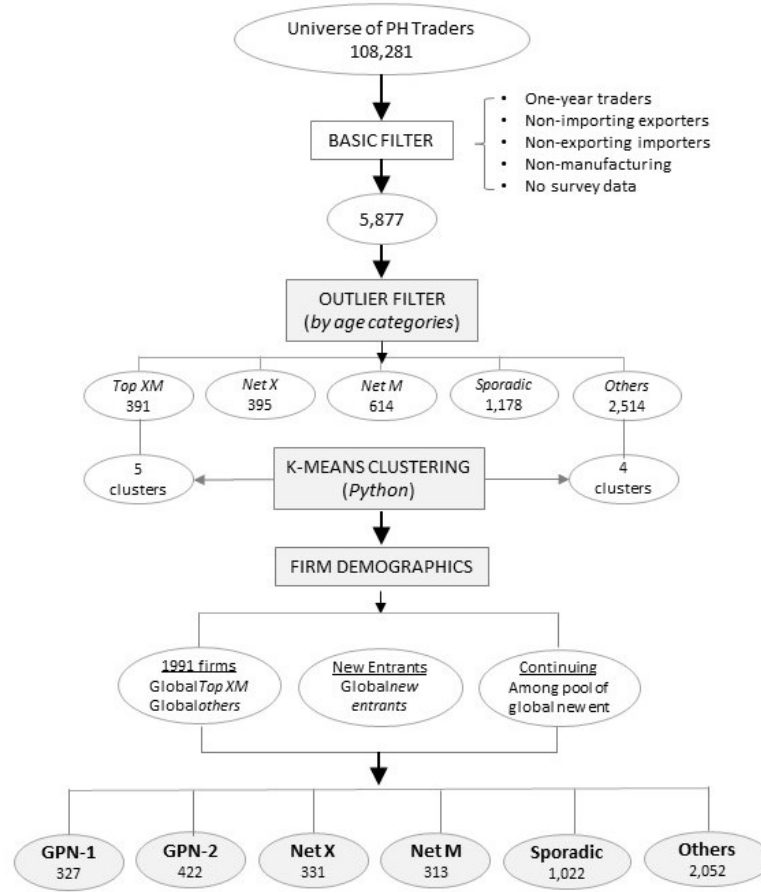 Universe of PH Traders
108,281
BASIC FILTER
• One-year traders
• Non-importing exporters
• Non-exporting importers
• Non-manufacturing
• No survey data
5,877
OUTLIER FILTER
(by age categories)
Top XM
391
Net X
395
Net M
614
Sporadic
1,178
Others
2,514
5
clusters
K-MEANS CLUSTERING
(Python)
4
clusters
FIRM DEMOGRAPHICS
1991 firms
Global Top XM
Global others
New Entrants
Global new
entrants
Continuing
Among pool of
global new ent
GPN-1
327
GPN-2
422
Net X
331
Net M
313
Sporadic
1,022
Others
2,052